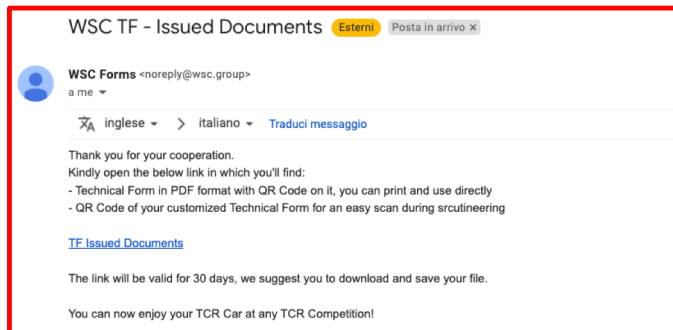 WSC TF - Issued Documents Esterni Posta in arrivo ×
WSC Forms <noreply@wsc.group>
a me
inglese > italiano Traduci messaggio
Thank you for your cooperation.
Kindly open the below link in which you'll find:
- Technical Form in PDF format with QR Code on it, you can print and use directly
- QR Code of your customized Technical Form for an easy scan during srcutineering
TF Issued Documents
The link will be valid for 30 days, we suggest you to download and save your file.
You can now enjoy your TCR Car at any TCR Competition!